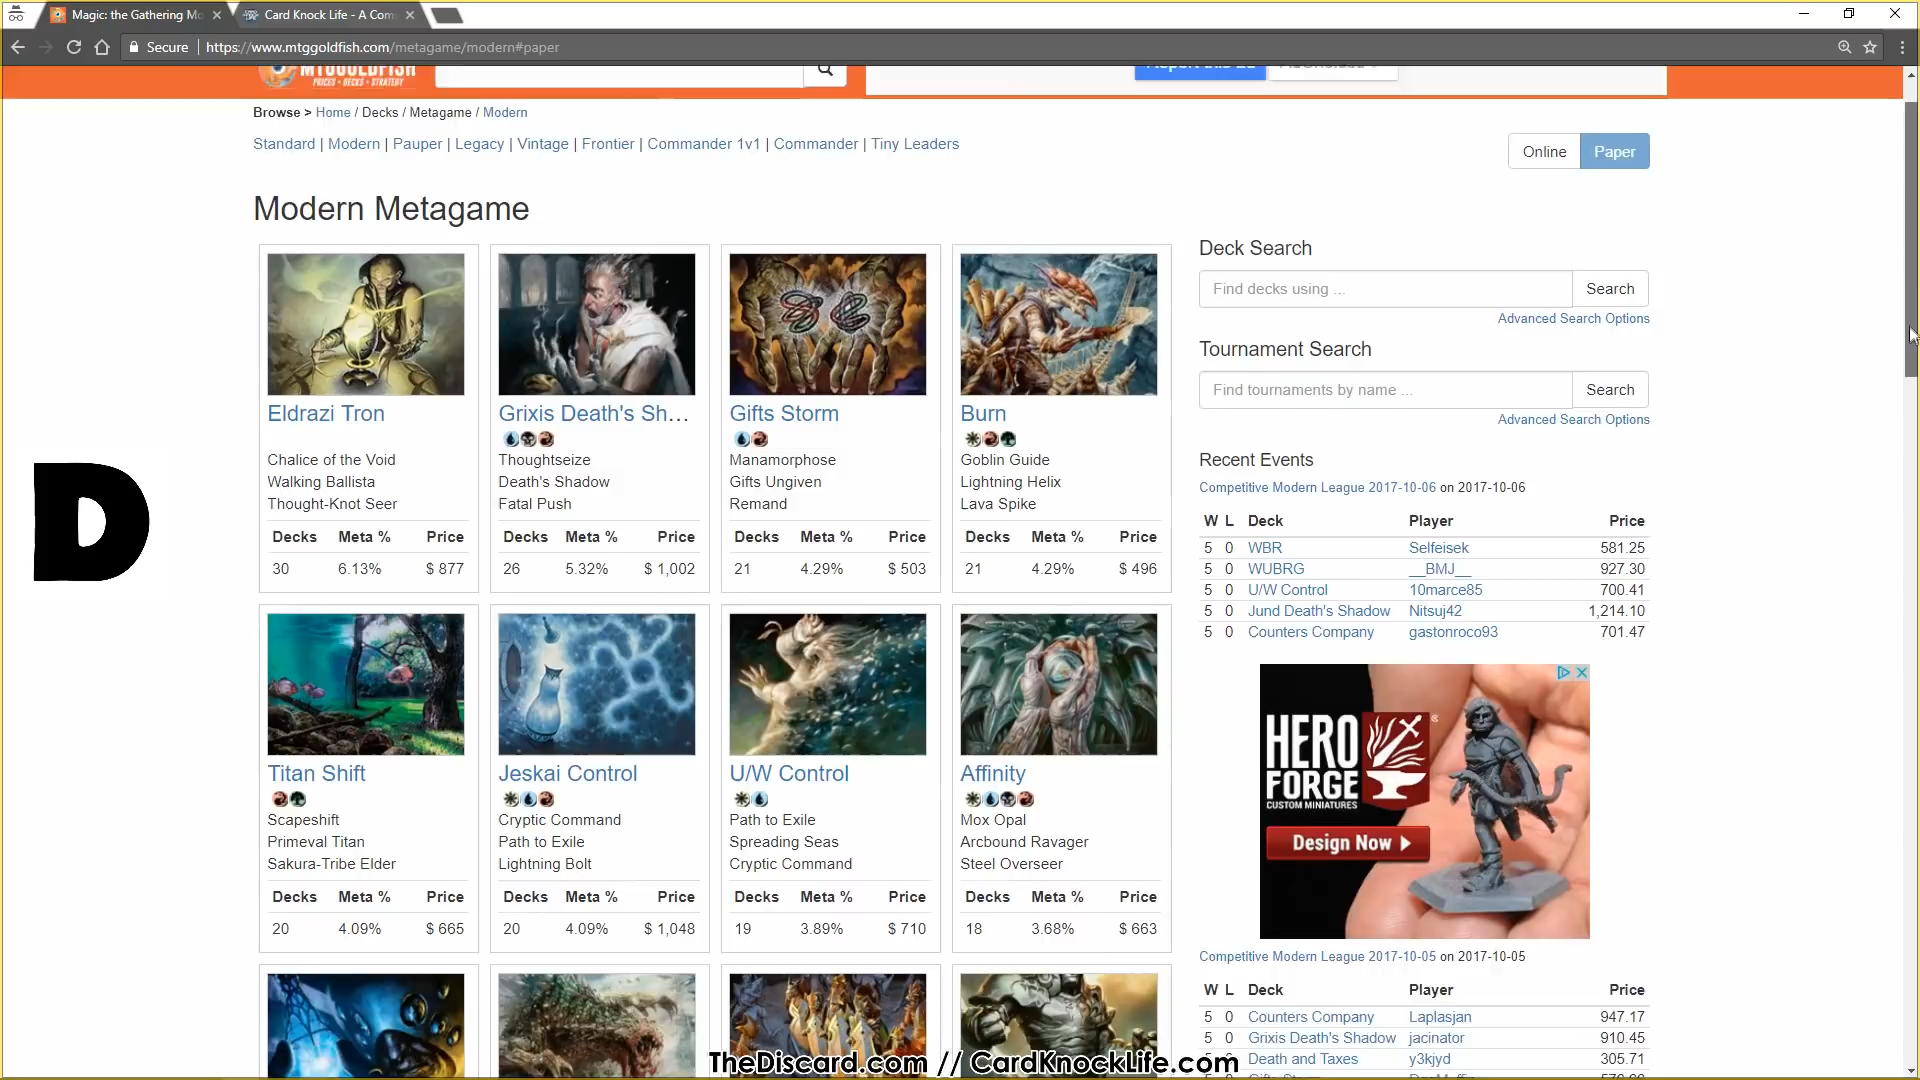 Magic: the Gathering Mo
Card Knock Life - A Com
Secure
https://www.mtggoldfish.com/metagame/modern#paper
MTGGOLDFISH
PRICES • DECKS • STRATEGY
Browse > Home / Decks / Metagame / Modern
Standard | Modern | Pauper | Legacy | Vintage | Frontier | Commander 1v1 | Commander | Tiny Leaders
Online Paper
Modern Metagame
Eldrazi Tron
Chalice of the Void
Walking Ballista
Thought-Knot Seer
Decks Meta % Price
30 6.13% $ 877
Grixis Death's Sh...
Thoughtseize
Death's Shadow
Fatal Push
Decks Meta % Price
26 5.32% $ 1,002
Gifts Storm
Manamorphose
Gifts Ungiven
Remand
Decks Meta % Price
21 4.29% $ 503
Burn
Goblin Guide
Lightning Helix
Lava Spike
Decks Meta % Price
21 4.29% $ 496
Titan Shift
Scapeshift
Primeval Titan
Sakura-Tribe Elder
Decks Meta % Price
20 4.09% $ 665
Jeskai Control
Cryptic Command
Path to Exile
Lightning Bolt
Decks Meta % Price
20 4.09% $ 1,048
U/W Control
Path to Exile
Spreading Seas
Cryptic Command
Decks Meta % Price
19 3.89% $ 710
Affinity
Mox Opal
Arcbound Ravager
Steel Overseer
Decks Meta % Price
18 3.68% $ 663
Deck Search
Find decks using ... Search
Advanced Search Options
Tournament Search
Find tournaments by name ... Search
Advanced Search Options
Recent Events
Competitive Modern League 2017-10-06 on 2017-10-06
W L Deck Player Price
5 0 WBR Selfeisek 581.25
5 0 WUBRG __BMJ__ 927.30
5 0 U/W Control 10marce85 700.41
5 0 Jund Death's Shadow Nitsuj42 1,214.10
5 0 Counters Company gastonroco93 701.47
HERO
FORGE
CUSTOM MINIATURES
Design Now
Competitive Modern League 2017-10-05 on 2017-10-05
W L Deck Player Price
5 0 Counters Company Laplasjan 947.17
5 0 Grixis Death's Shadow jacinator 910.45
5 0 Death and Taxes y3kjyd 305.71
D
TheDiscard.com // CardKnockLife.com